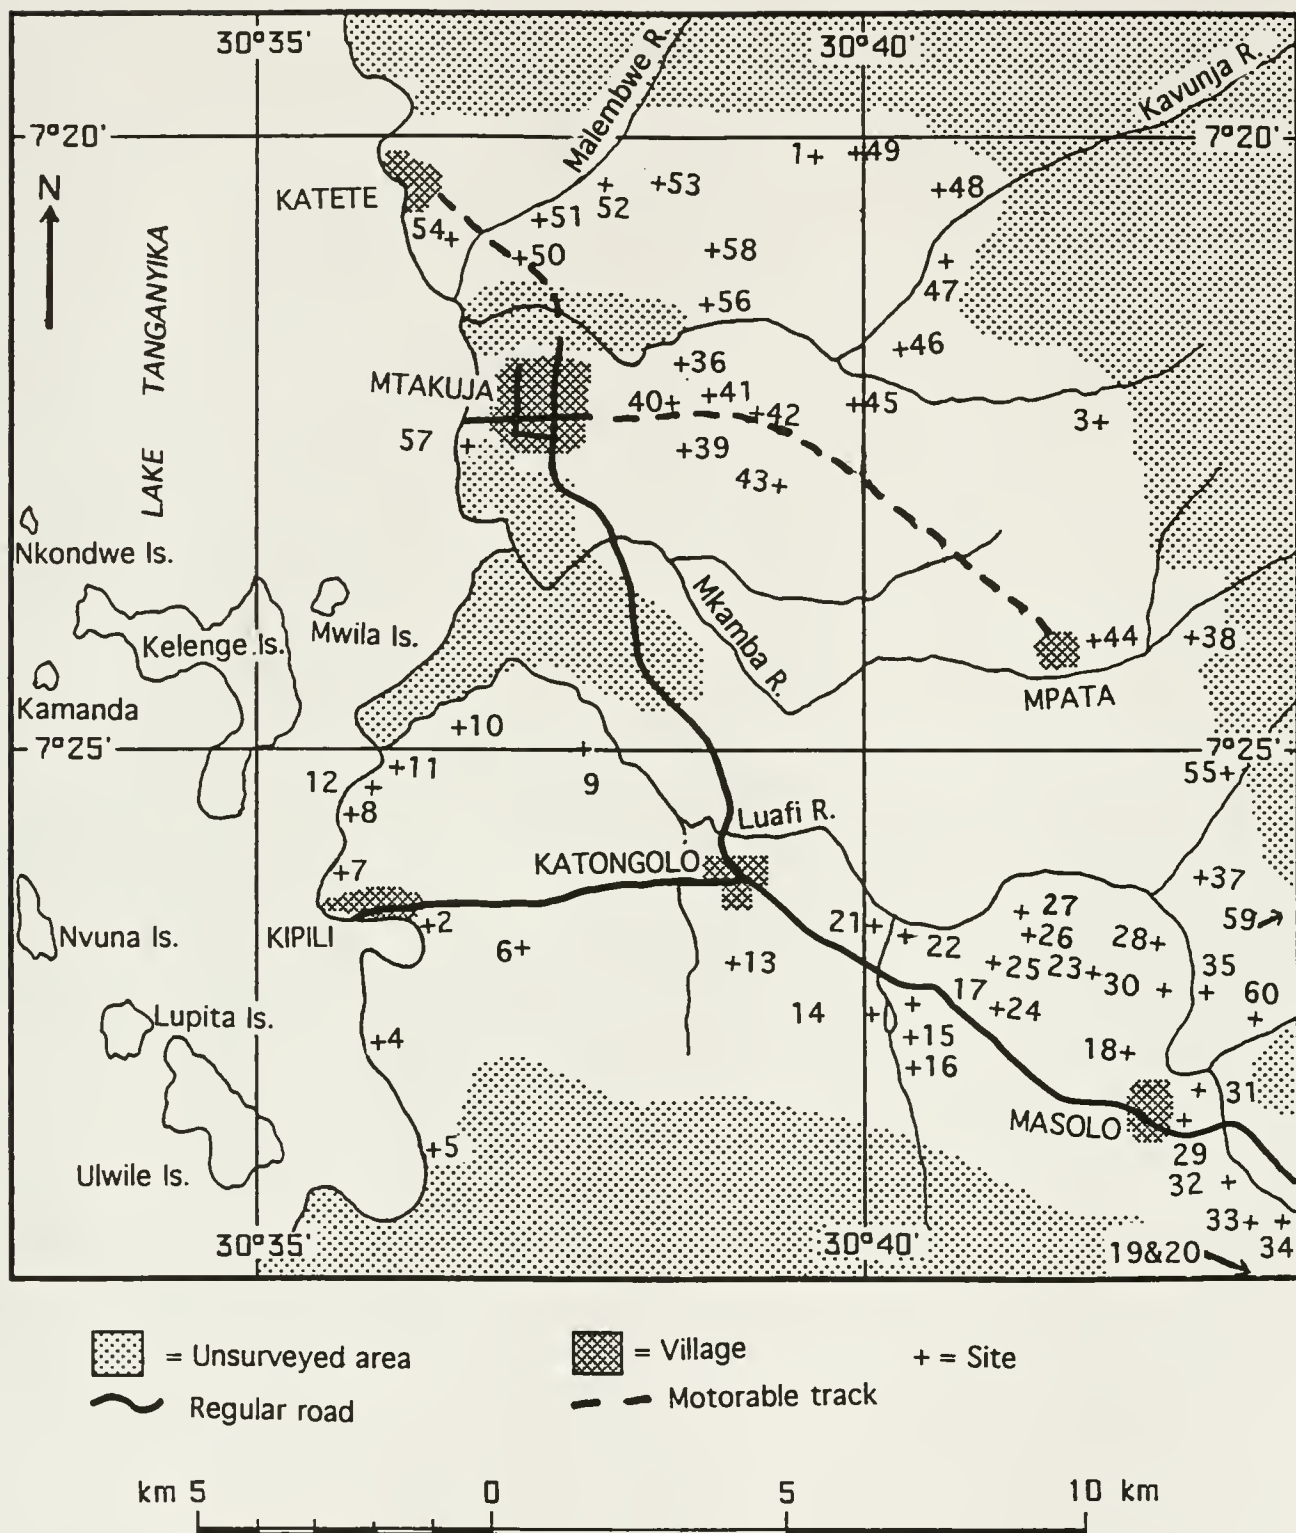 30°35' 30°40'
Malembwe R.
Kavunja R.
7°20' 7°20'
1+ +49
N
KATETE
+53
+48
52
+51
54+
+50
+58
47
+56
LAKE TANGANYIKA
+46
+36
MTAKUJA
40+ +41
+42
+45
3+
57
+39
43+
Nkondwe Is.
Mwila Is.
Kelenge Is.
Mkamba R.
+44 +38
Kamanda
MPATA
+10
7°25' 7°25'
+11
55+
12
9
+8
Luafi R.
KATONGOLO
+7
+37
27
59
21+
+2
Nvuna Is.
KIPILI
6+
22
+26
28+
+13
+25 23+
35
30
17
60
Lupita Is.
14
+24
+15
+4
18+
+16
31
MASOLO
+5
29
Ulwile Is.
32 +
33+
30°35' 30°40'
34
19&20
= Unsurveyed area
= Village
+ = Site
Regular road
Motorable track
km 5 0 5 10 km